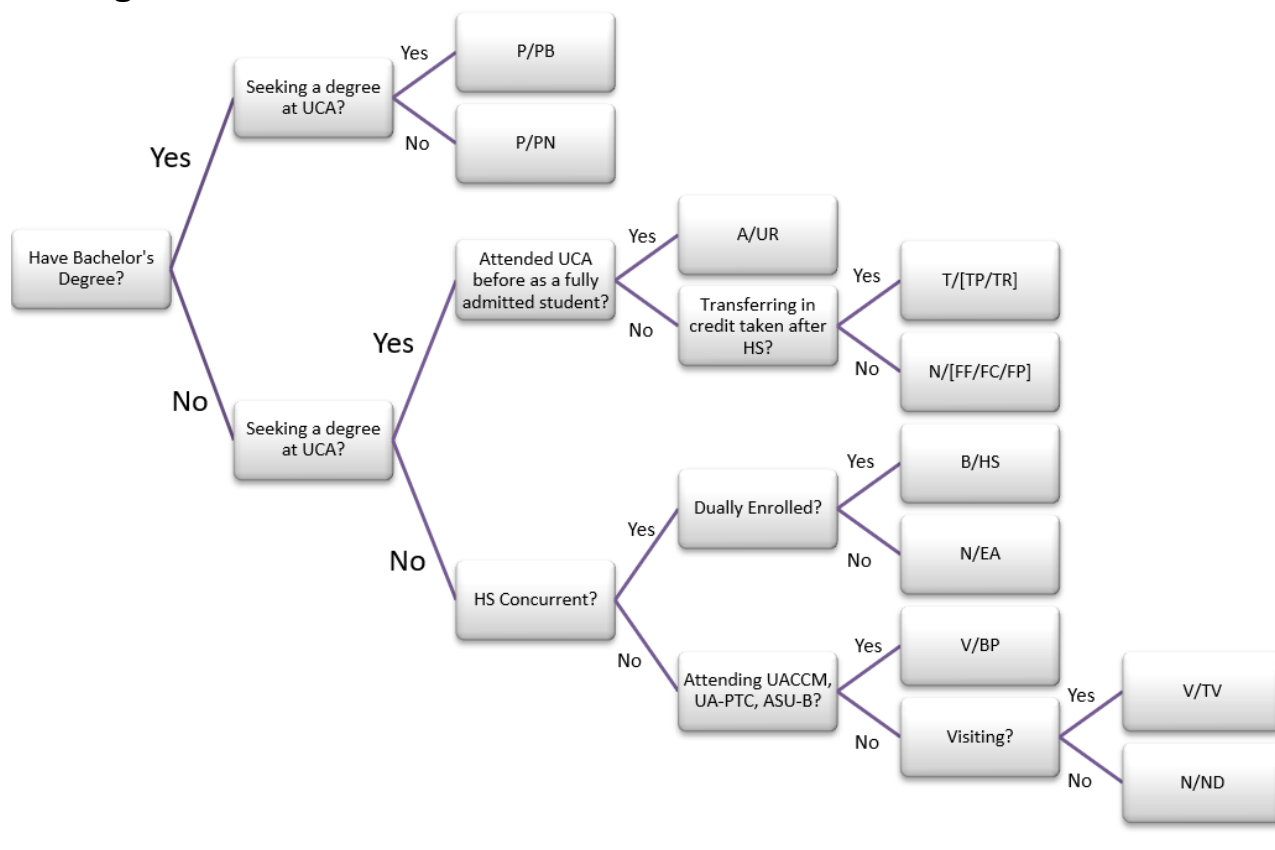 Yes
P/PB
Seeking a degree
at UCA?
No
P/PN
Yes
Have Bachelor's
Degree?
No
Seeking a degree
at UCA?
Yes
Attended UCA
before as a fully
admitted student?
Yes
A/UR
No
Transferring in
credit taken after
HS?
Yes
T/[TP/TR]
No
N/[FF/FC/FP]
No
HS Concurrent?
Yes
Dually Enrolled?
Yes
B/HS
No
N/EA
No
Attending UACCM,
UA-PTC, ASU-B?
Yes
V/BP
No
Visiting?
Yes
V/TV
No
N/ND